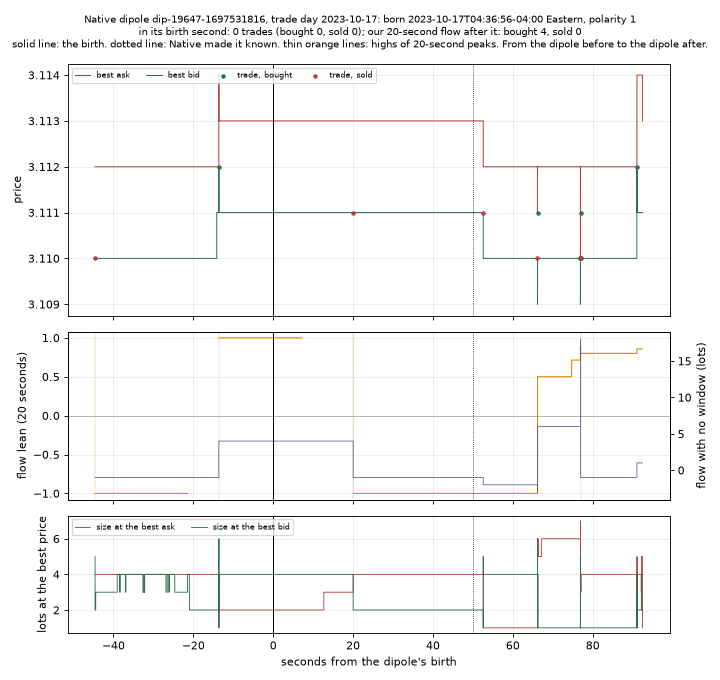 Native dipole dip-19647-1697531816, trade day 2023-10-17: born 2023-10-17T04:36:56-04:00 Eastern, polarity 1
in its birth second: 0 trades (bought 0, sold 0); our 20-second flow after it: bought 4, sold 0
solid line: the birth. dotted line: Native made it known. thin orange lines: highs of 20-second peaks. From the dipole before to the dipole after.
best ask
best bid
trade, bought
trade, sold
3.114
3.113
3.112
3.111
3.110
3.109
price
1.0
0.5
0.0
−0.5
−1.0
flow lean (20 seconds)
15
10
5
0
flow with no window (lots)
size at the best ask
size at the best bid
6
4
2
lots at the best price
−40
−20
0
20
40
60
80
seconds from the dipole's birth